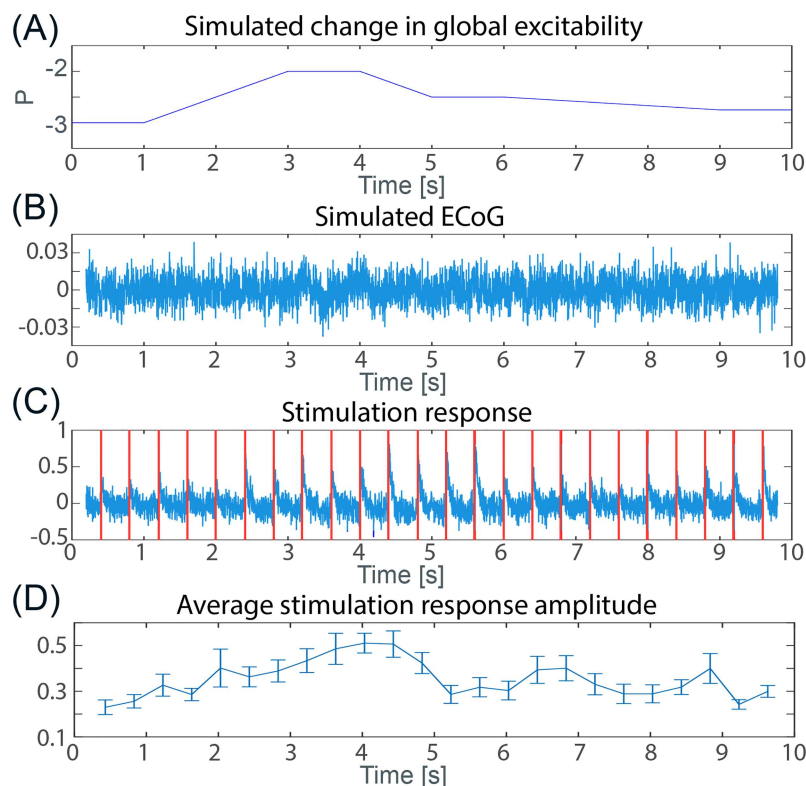 (A)
Simulated change in global excitability
-2
P
-3
0 1 2 3 4 5 6 7 8 9 10
Time [s]
(B)
Simulated ECoG
0.03
0
-0.03
0 1 2 3 4 5 6 7 8 9 10
Time [s]
(C)
Stimulation response
1
0.5
0
-0.5
0 1 2 3 4 5 6 7 8 9 10
Time [s]
(D)
Average stimulation response amplitude
0.5
0.3
0.1
0 1 2 3 4 5 6 7 8 9 10
Time [s]